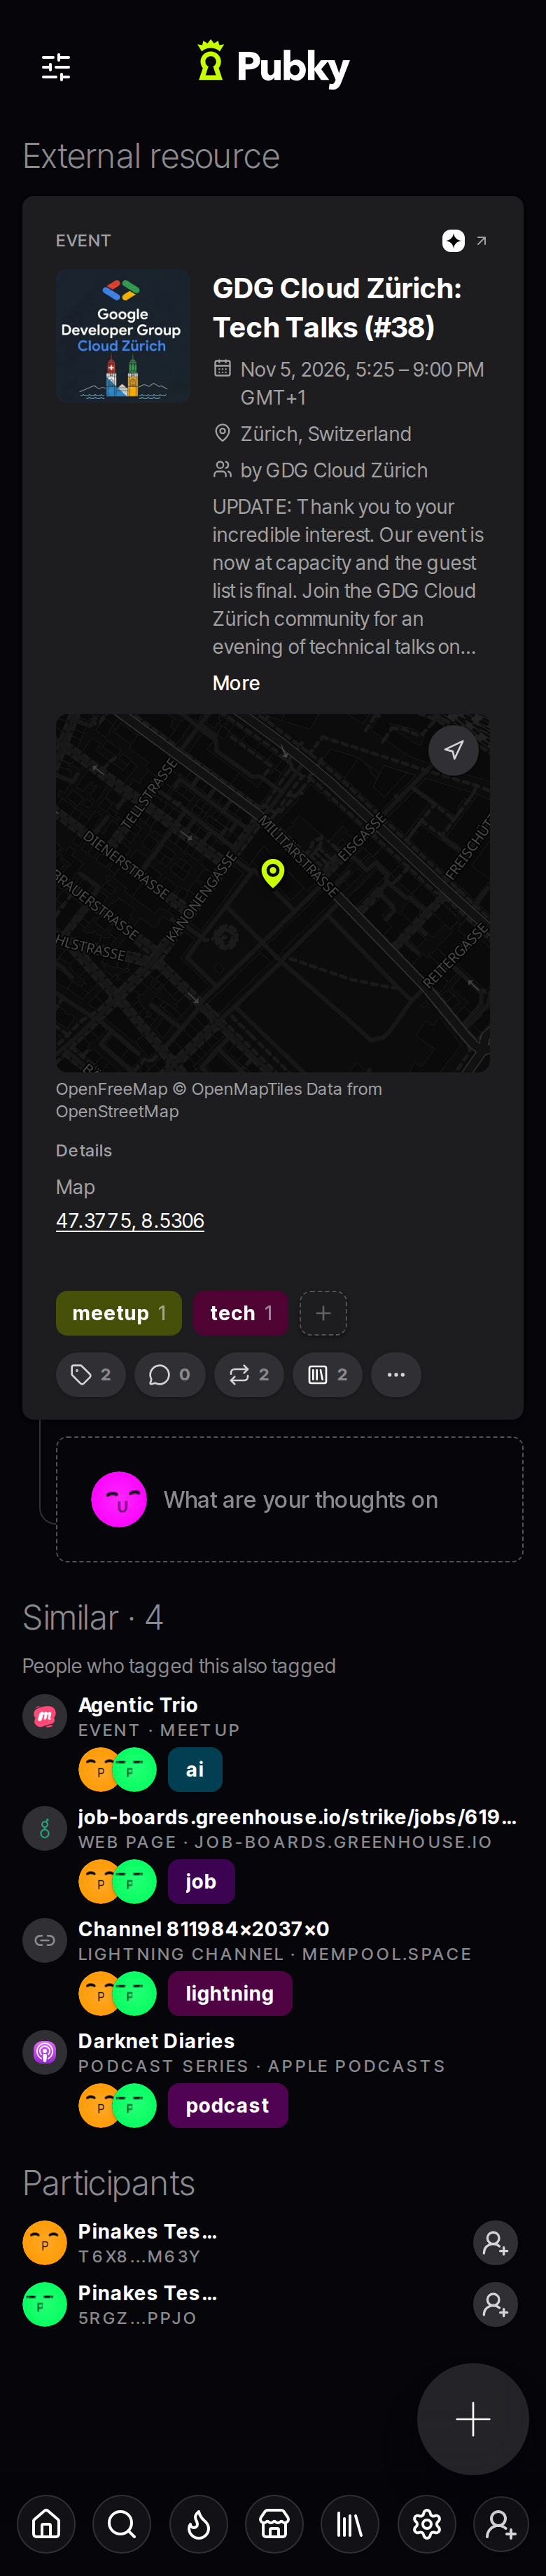 Pubky
External resource
EVENT
Google
Developer Group
Cloud Zürich
GDG Cloud Zürich:
Tech Talks (#38)
Nov 5, 2026, 5:25 – 9:00 PM
GMT+1
Zürich, Switzerland
by GDG Cloud Zürich
UPDATE: Thank you to your
incredible interest. Our event is
now at capacity and the guest
list is final. Join the GDG Cloud
Zürich community for an
evening of technical talks on...
More
TELLSTRASSE
DIENERSTRASSE
MILITÄRSTRASSE
EISGASSE
KANONENGASSE
REITERGASSE
OpenFreeMap © OpenMapTiles Data from
OpenStreetMap
Details
Map
47.3775, 8.5306
meetup 1
tech 1
2
0
2
2
What are your thoughts on
Similar · 4
People who tagged this also tagged
Agentic Trio
EVENT · MEETUP
P P ai
job-boards.greenhouse.io/strike/jobs/619...
WEB PAGE · JOB-BOARDS.GREENHOUSE.IO
P P job
Channel 811984×2037×0
LIGHTNING CHANNEL · MEMPOOL.SPACE
P P lightning
Darknet Diaries
PODCAST SERIES · APPLE PODCASTS
P P podcast
Participants
P
Pinakes Tes...
T6X8...M63Y
P
Pinakes Tes...
5RGZ...PPJO